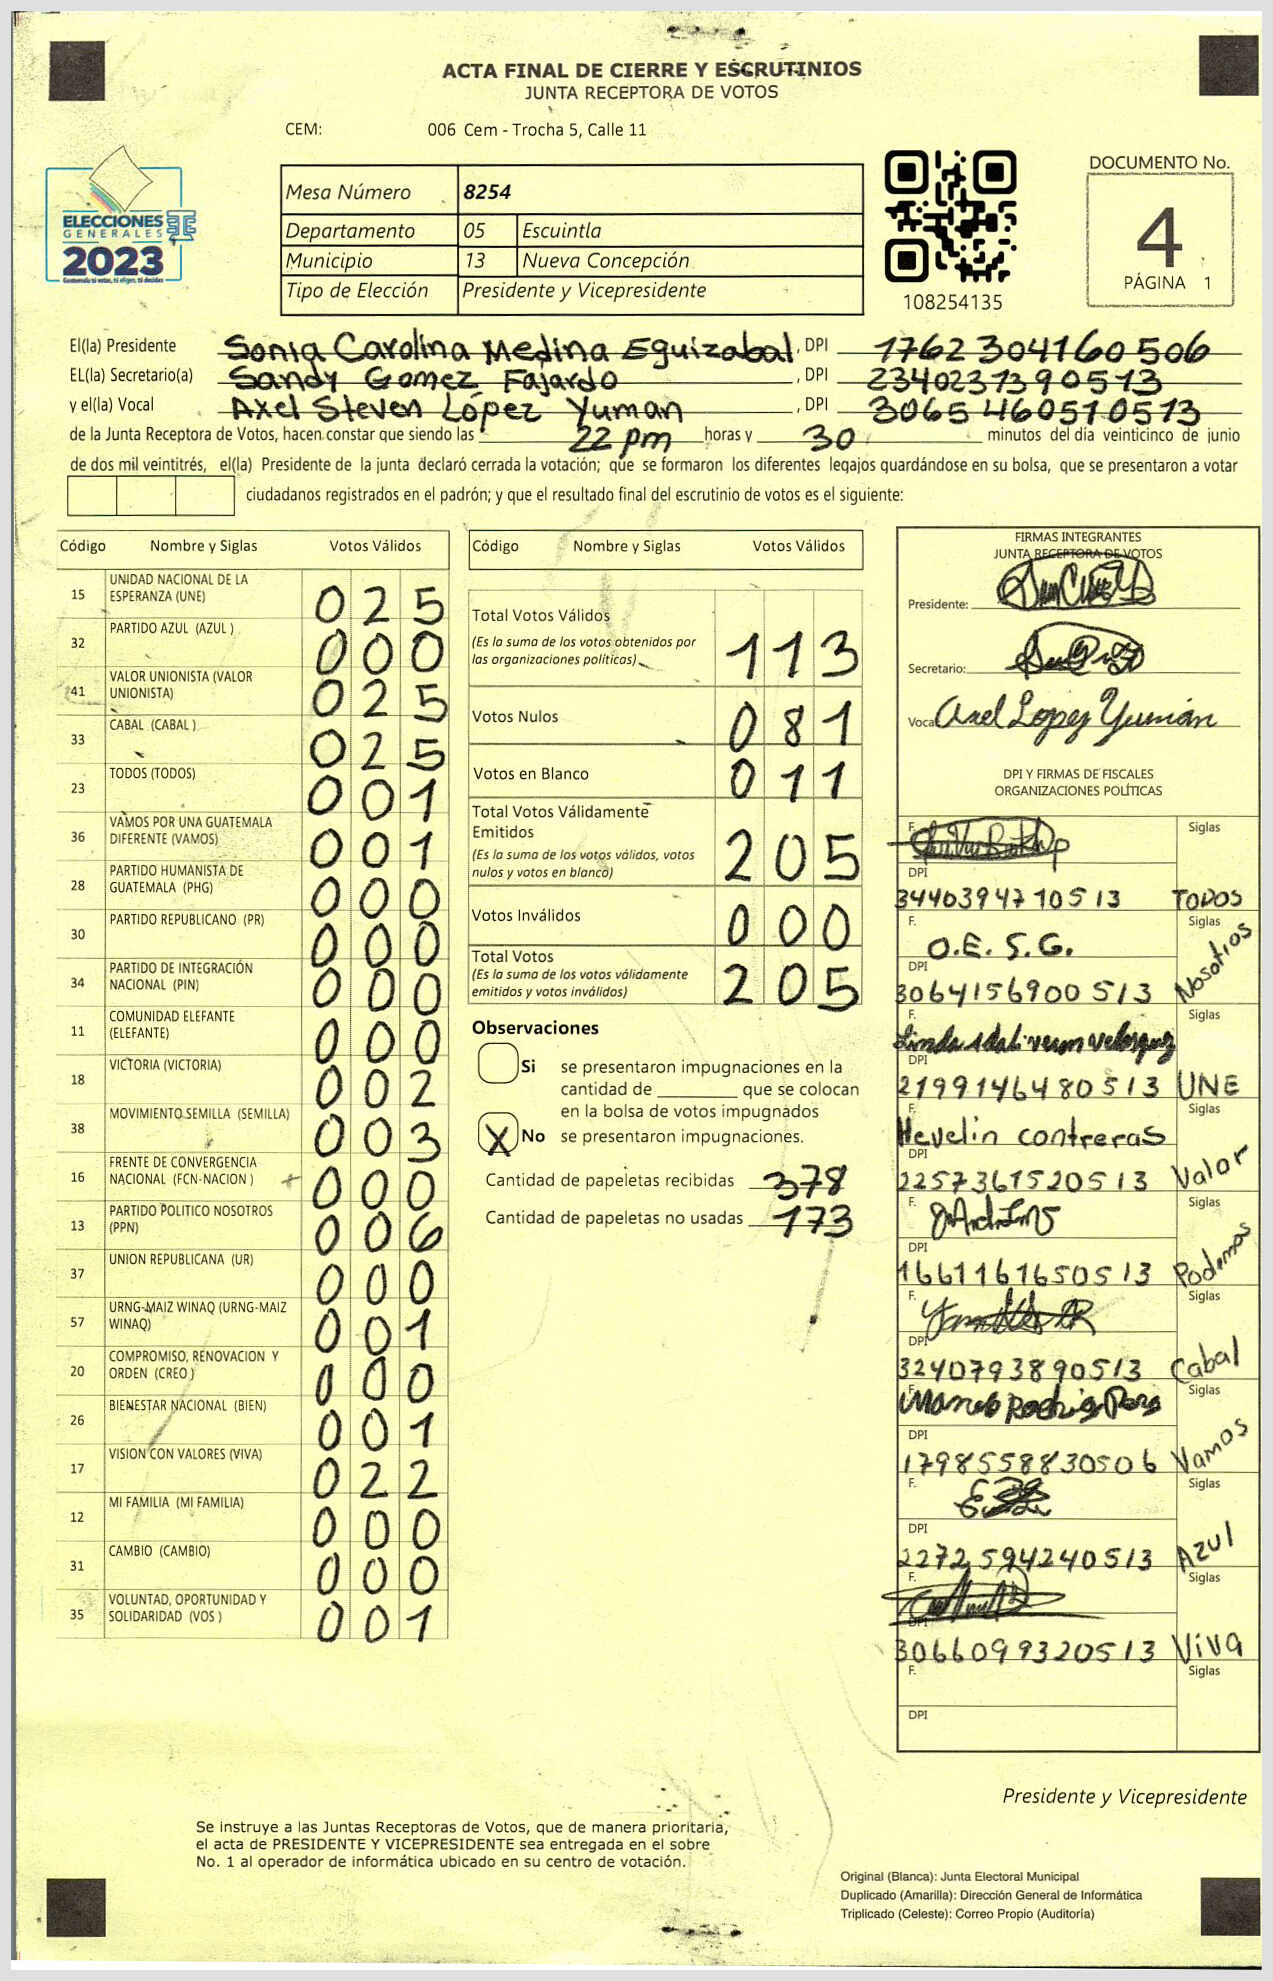 ACTA FINAL DE CIERRE Y ESCRUTINIOS
JUNTA RECEPTORA DE VOTOS
CEM: 006 Cem - Trocha 5, Calle 11
ELECCIONES
GENERALES
2023
Guatemala tú votas, tú eliges, tú decides
Mesa Número 8254
Departamento 05 Escuintla
Municipio 13 Nueva Concepción
Tipo de Elección Presidente y Vicepresidente
108254135
DOCUMENTO No.
4
PÁGINA 1
El(la) Presidente Sonia Carolina Medina Eguizabal, DPI 1762304160506
EL(la) Secretario(a) Sandy Gomez Fajardo, DPI 2340231390513
y el(la) Vocal Axel Steven López Yuman, DPI 3065460510513
de la Junta Receptora de Votos, hacen constar que siendo las 22 pm horas y 30 minutos del día veinticinco de junio
de dos mil veintitrés, el(la) Presidente de la junta declaró cerrada la votación; que se formaron los diferentes legajos guardándose en su bolsa, que se presentaron a votar
ciudadanos registrados en el padrón; y que el resultado final del escrutinio de votos es el siguiente:
Código Nombre y Siglas Votos Válidos
15 UNIDAD NACIONAL DE LA ESPERANZA (UNE) 025
32 PARTIDO AZUL (AZUL ) 000
41 VALOR UNIONISTA (VALOR UNIONISTA) 025
33 CABAL (CABAL ) 025
23 TODOS (TODOS) 001
36 VAMOS POR UNA GUATEMALA DIFERENTE (VAMOS) 001
28 PARTIDO HUMANISTA DE GUATEMALA (PHG) 000
30 PARTIDO REPUBLICANO (PR) 000
34 PARTIDO DE INTEGRACIÓN NACIONAL (PIN) 000
11 COMUNIDAD ELEFANTE (ELEFANTE) 000
18 VICTORIA (VICTORIA) 002
38 MOVIMIENTO SEMILLA (SEMILLA) 003
16 FRENTE DE CONVERGENCIA NACIONAL (FCN-NACION ) 000
13 PARTIDO POLITICO NOSOTROS (PPN) 006
37 UNION REPUBLICANA (UR) 000
57 URNG-MAIZ WINAQ (URNG-MAIZ WINAQ) 001
20 COMPROMISO, RENOVACION Y ORDEN (CREO ) 000
26 BIENESTAR NACIONAL (BIEN) 001
17 VISION CON VALORES (VIVA) 022
12 MI FAMILIA (MI FAMILIA) 000
31 CAMBIO (CAMBIO) 000
35 VOLUNTAD, OPORTUNIDAD Y SOLIDARIDAD (VOS ) 001
Código Nombre y Siglas Votos Válidos
Total Votos Válidos
(Es la suma de los votos obtenidos por
las organizaciones políticas) 113
Votos Nulos 081
Votos en Blanco 011
Total Votos Válidamente
Emitidos
(Es la suma de los votos válidos, votos
nulos y votos en blanco) 205
Votos Inválidos 000
Total Votos
(Es la suma de los votos válidamente
emitidos y votos inválidos) 205
Observaciones
Si se presentaron impugnaciones en la
cantidad de ________ que se colocan
en la bolsa de votos impugnados
X No se presentaron impugnaciones.
Cantidad de papeletas recibidas 378
Cantidad de papeletas no usadas 173
FIRMAS INTEGRANTES
JUNTA RECEPTORA DE VOTOS
Presidente:
Secretario:
Vocal Axel Lopez Yumán
DPI Y FIRMAS DE FISCALES
ORGANIZACIONES POLÍTICAS
F. Siglas
DPI
3440394710513 TODOS
F. O.E.S.G. Siglas
DPI
3064156900513 Nosotros
F. Siglas
DPI
2199146480513 UNE
F. Hevelin contreras Siglas
DPI
2257361520513 Valor
F. Siglas
DPI
1661161650513 Podemos
F. Siglas
DPI
3240793890513 Cabal
F. Siglas
DPI
1798558830506 Vamos
F. Siglas
DPI
2272594240513 Azul
F. Siglas
DPI
3066099320513 Viva
F. Siglas
DPI
Presidente y Vicepresidente
Se instruye a las Juntas Receptoras de Votos, que de manera prioritaria,
el acta de PRESIDENTE Y VICEPRESIDENTE sea entregada en el sobre
No. 1 al operador de informática ubicado en su centro de votación.
Original (Blanca): Junta Electoral Municipal
Duplicado (Amarilla): Dirección General de Informática
Triplicado (Celeste): Correo Propio (Auditoría)